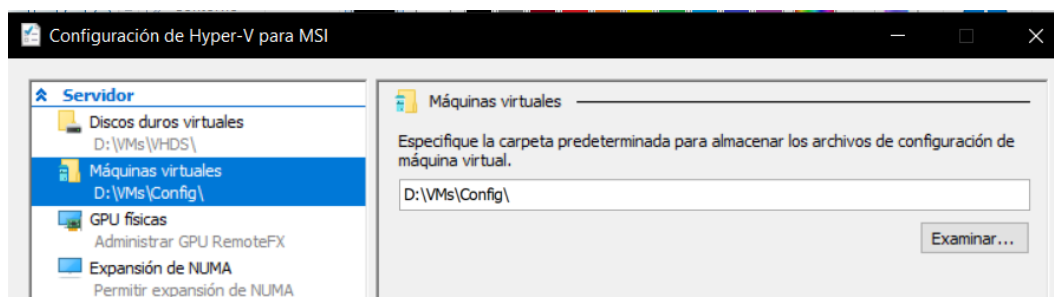 Configuración de Hyper-V para MSI
Servidor
Discos duros virtuales
D:\VMs\VHDS\
Máquinas virtuales
D:\VMs\Config\
GPU físicas
Administrar GPU RemoteFX
Expansión de NUMA
Permitir expansión de NUMA
Máquinas virtuales
Especifique la carpeta predeterminada para almacenar los archivos de configuración de
máquina virtual.
D:\VMs\Config\
Examinar...